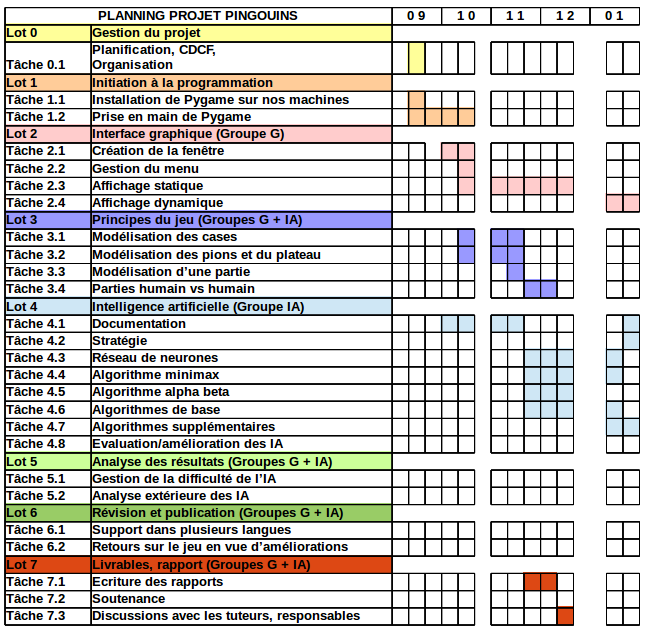 PLANNING PROJET PINGOUINS 0 9 1 0 1 1 1 2 0 1
Lot 0 Gestion du projet
Tâche 0.1 Planification, CDCF,
Organisation
Lot 1 Initiation à la programmation
Tâche 1.1 Installation de Pygame sur nos machines
Tâche 1.2 Prise en main de Pygame
Lot 2 Interface graphique (Groupe G)
Tâche 2.1 Création de la fenêtre
Tâche 2.2 Gestion du menu
Tâche 2.3 Affichage statique
Tâche 2.4 Affichage dynamique
Lot 3 Principes du jeu (Groupes G + IA)
Tâche 3.1 Modélisation des cases
Tâche 3.2 Modélisation des pions et du plateau
Tâche 3.3 Modélisation d'une partie
Tâche 3.4 Parties humain vs humain
Lot 4 Intelligence artificielle (Groupe IA)
Tâche 4.1 Documentation
Tâche 4.2 Stratégie
Tâche 4.3 Réseau de neurones
Tâche 4.4 Algorithme minimax
Tâche 4.5 Algorithme alpha beta
Tâche 4.6 Algorithmes de base
Tâche 4.7 Algorithmes supplémentaires
Tâche 4.8 Evaluation/amélioration des IA
Lot 5 Analyse des résultats (Groupes G + IA)
Tâche 5.1 Gestion de la difficulté de l'IA
Tâche 5.2 Analyse extérieure des IA
Lot 6 Révision et publication (Groupes G + IA)
Tâche 6.1 Support dans plusieurs langues
Tâche 6.2 Retours sur le jeu en vue d'améliorations
Lot 7 Livrables, rapport (Groupes G + IA)
Tâche 7.1 Ecriture des rapports
Tâche 7.2 Soutenance
Tâche 7.3 Discussions avec les tuteurs, responsables